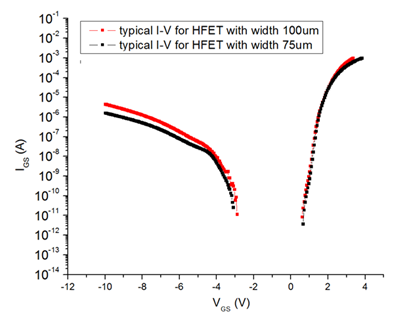 typical I-V for HFET with width 100um
typical I-V for HFET with width 75um
10⁻¹
10⁻²
10⁻³
10⁻⁴
10⁻⁵
10⁻⁶
10⁻⁷
10⁻⁸
10⁻⁹
10⁻¹⁰
10⁻¹¹
10⁻¹²
10⁻¹³
10⁻¹⁴
I_GS (A)
-12 -10 -8 -6 -4 -2 0 2 4
V_GS (V)